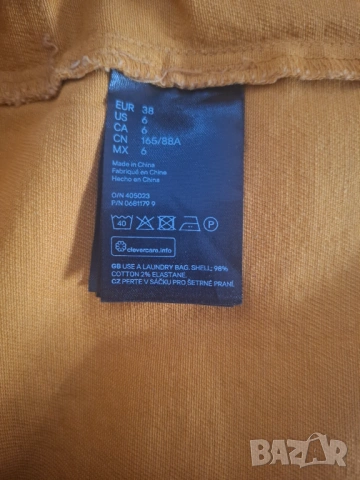 EUR 38
US 6
CA 6
CN 165/88A
MX 6
Made in China
Fabriqué en Chine
Hecho en China
O/N 405023
P/N 0681179 9
40 P
clevercare.info
GB USE A LAUNDRY BAG. SHELL: 98%
COTTON 2% ELASTANE.
CZ PERTE V SÁČKU PRO ŠETRNÉ PRANÍ.
BAZAR
bg